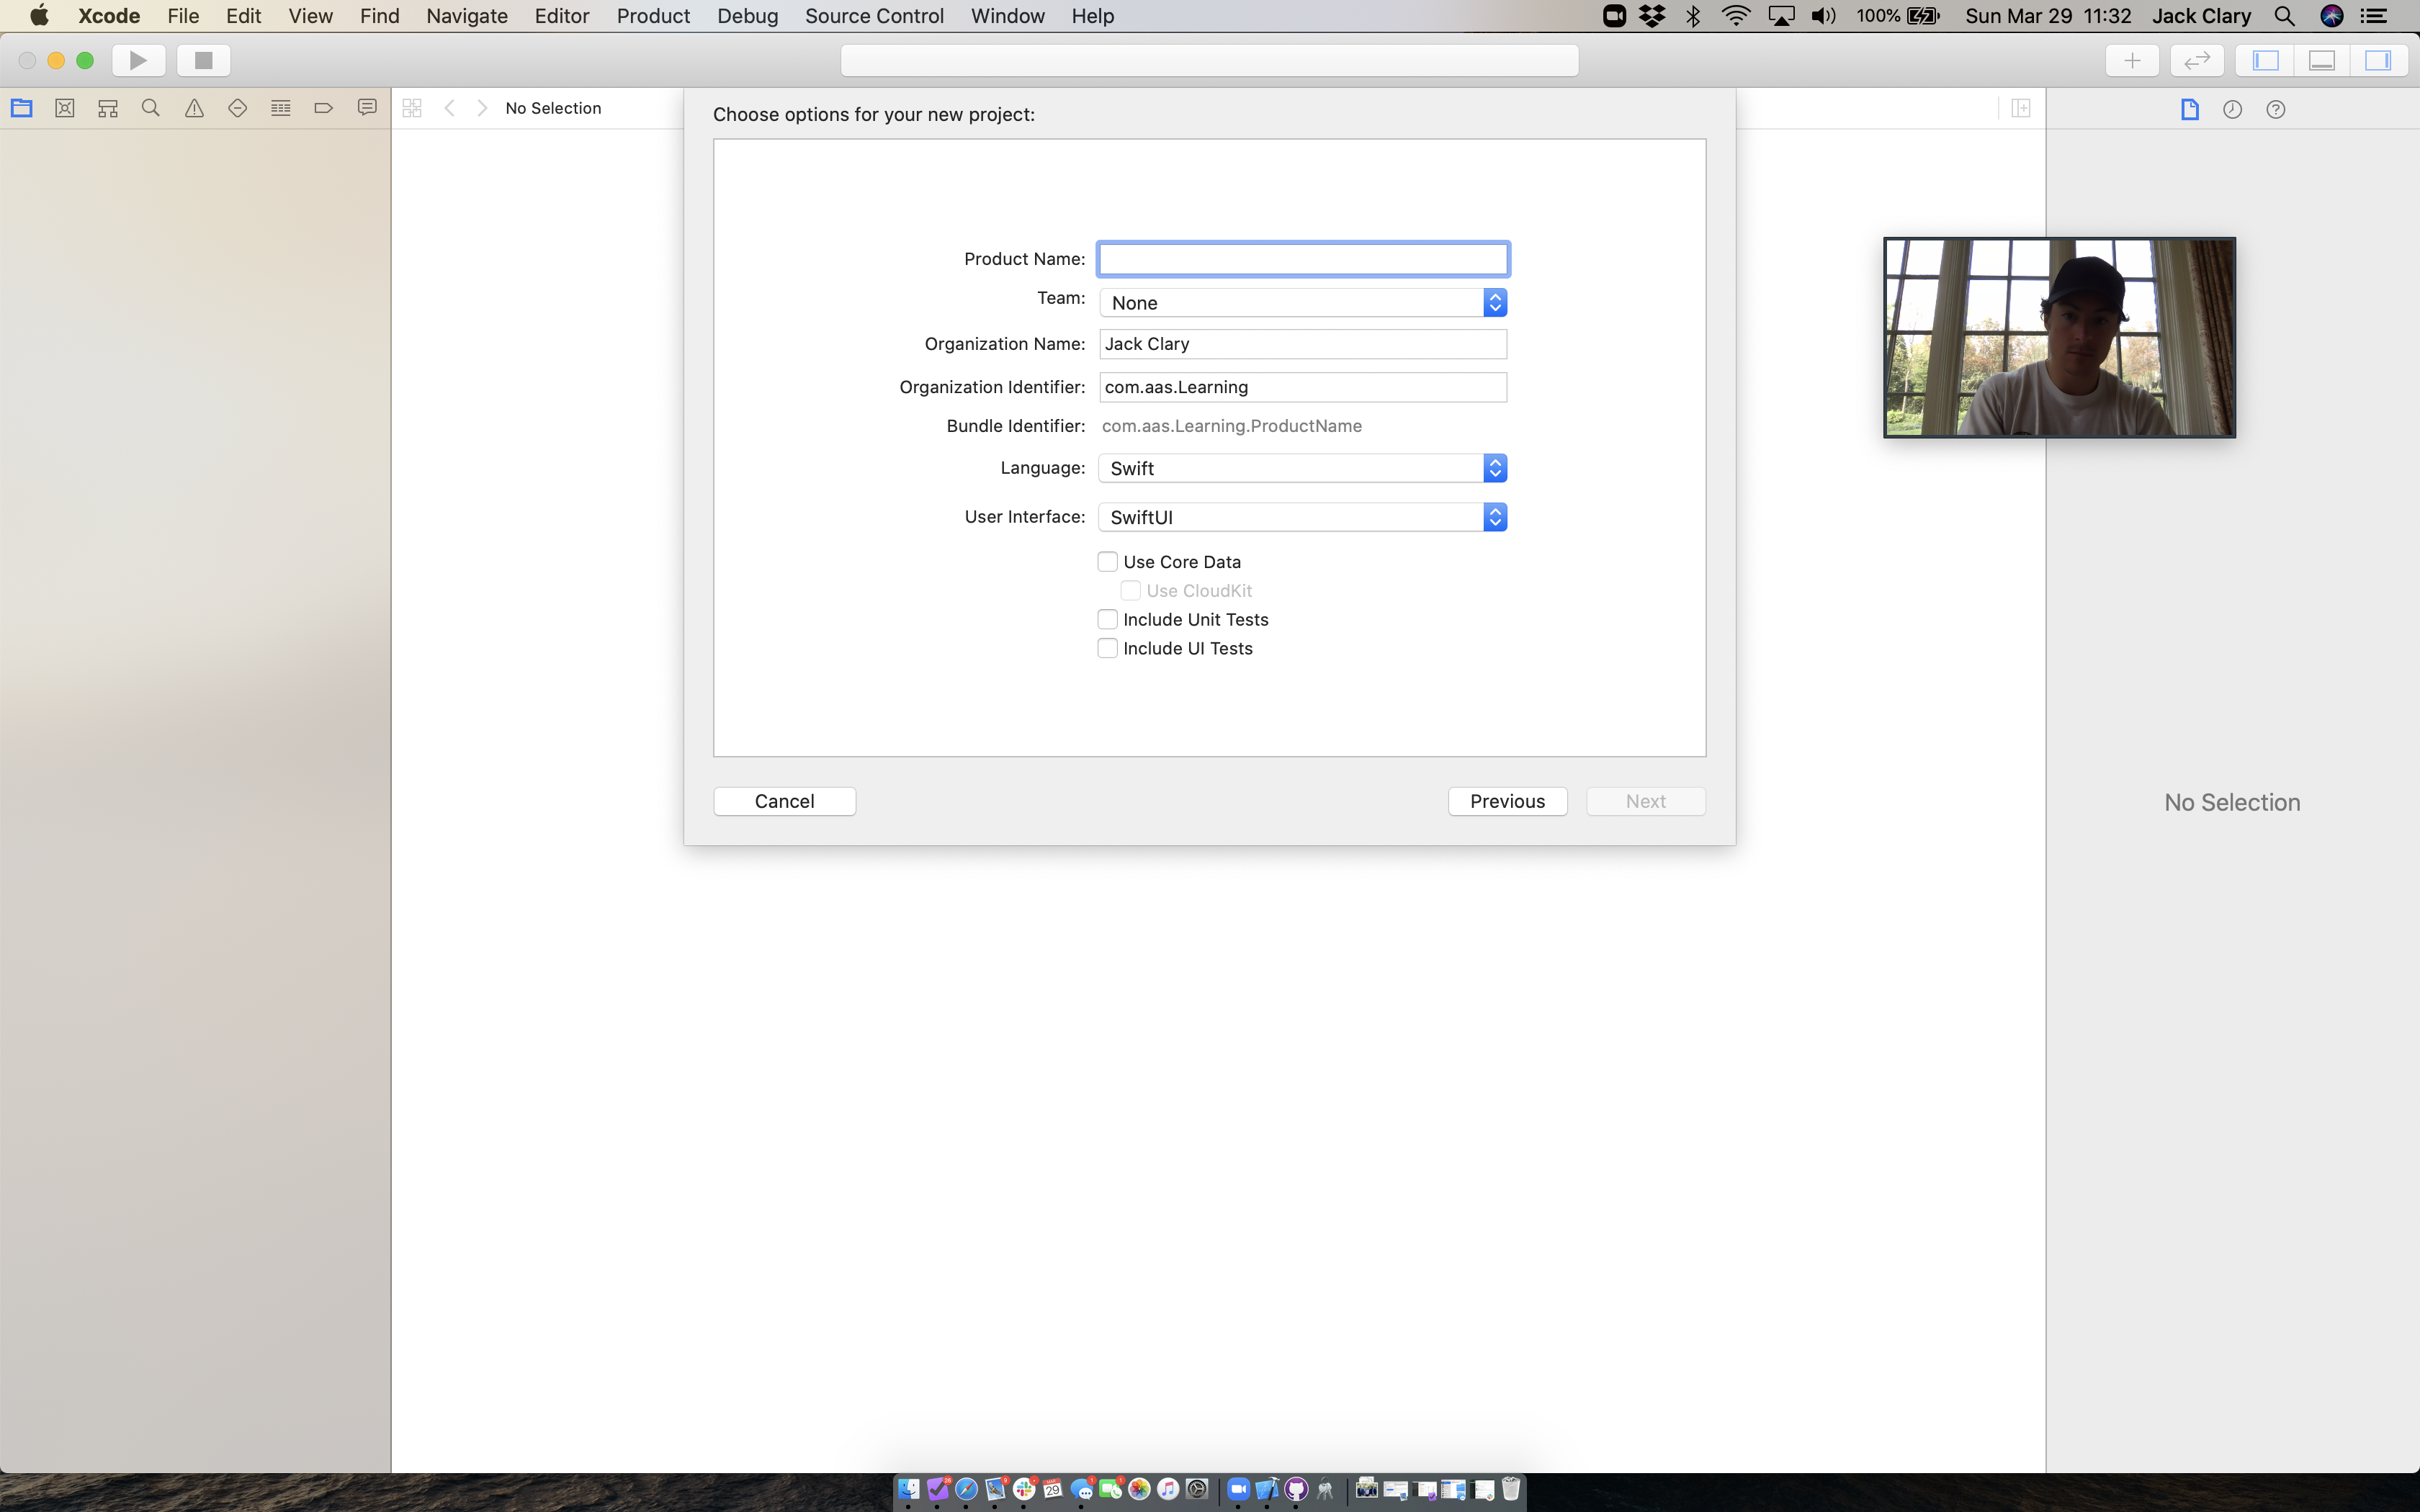 Xcode File Edit View Find Navigate Editor Product Debug Source Control Window Help 100% Sun Mar 29 11:32 Jack Clary
No Selection
Choose options for your new project:
Product Name:
Team: None
Organization Name: Jack Clary
Organization Identifier: com.aas.Learning
Bundle Identifier: com.aas.Learning.ProductName
Language: Swift
User Interface: SwiftUI
Use Core Data
Use CloudKit
Include Unit Tests
Include UI Tests
Cancel Previous Next
No Selection
29